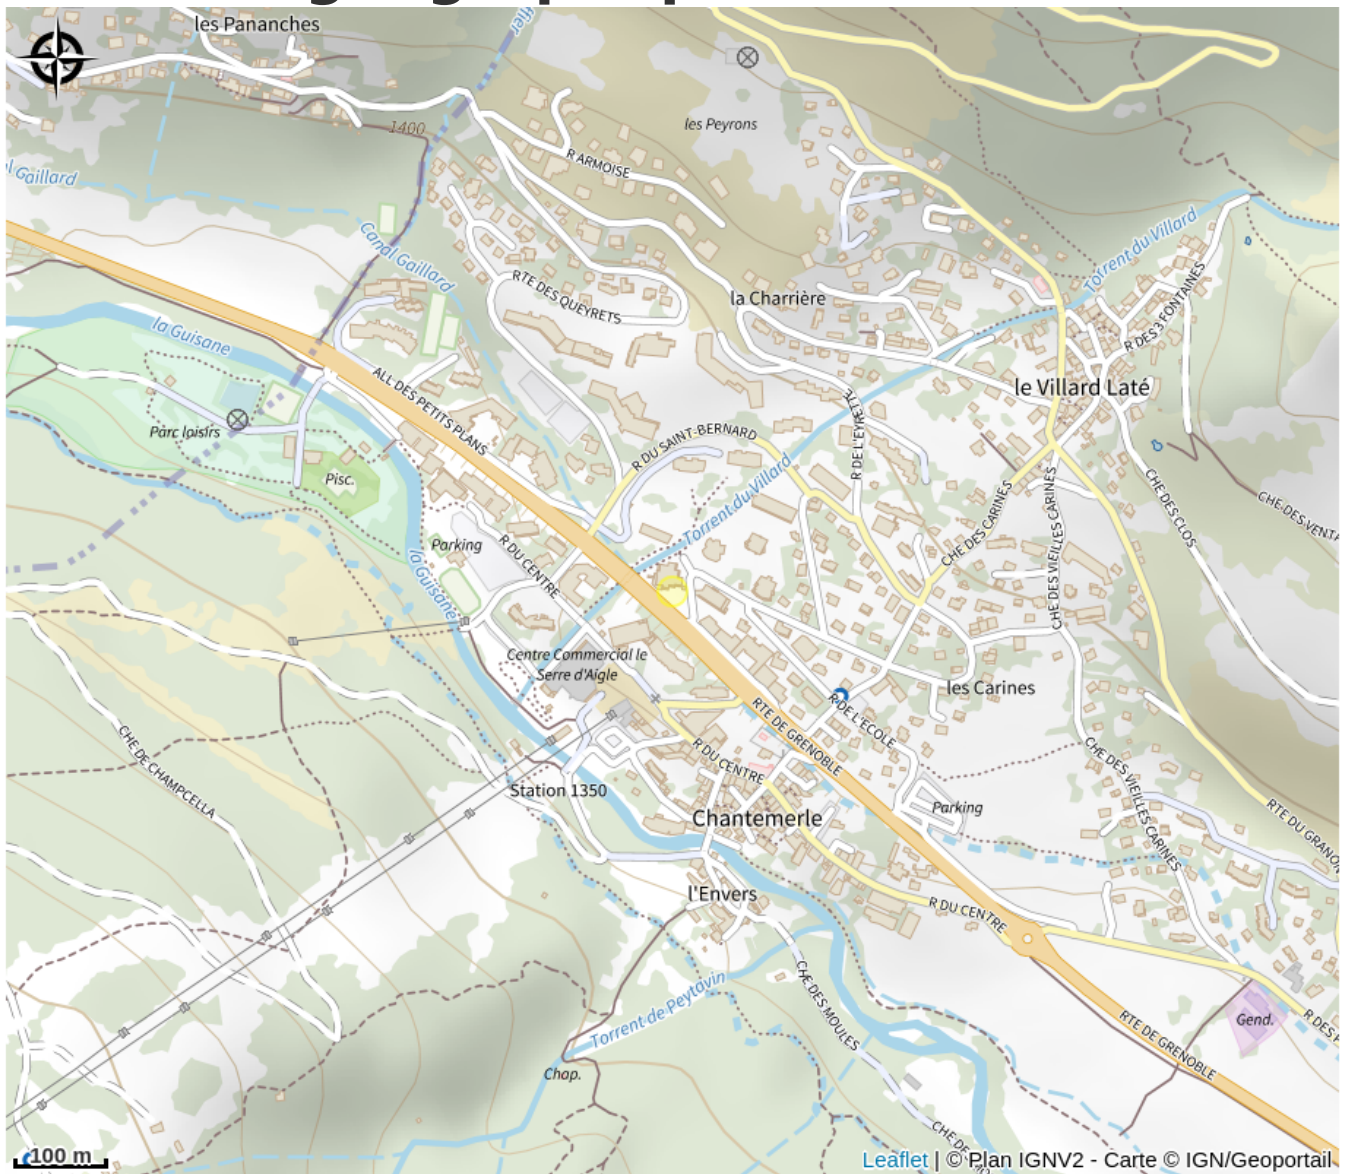 les Pananches
1400
les Peyrons
R ARMOISE
Gaillard
Canal Gaillard
Torrent du Villard
RTE DES QUEYRETS
la Charrière
R DES 3 FONTAINES
la Guisane
le Villard Laté
ALL DES PETITS PLANS
R DE L'EYRETTE
Parc loisirs
R DU SAINT-BERNARD
Pisc.
Torrent du Villard
CHE DES CARINES
CHE DES VIEILLES CARINES
CHE DES CLOS
CHE DES VENTA
Parking
R DU CENTRE
la Guisane
Centre Commercial le
Serre d'Aigle
les Carines
R DE L'ECOLE
RTE DE GRENOBLE
CHE DE CHAMPCELLA
R DU CENTRE
CHE DES VIEILLES CARINES
Station 1350
Chantemerle
Parking
RTE DU GRANON
l'Envers
R DU CENTRE
CHE DES MOULES
Torrent de Peytavin
Gend.
R DES P
RTE DE GRENOBLE
Chap.
CHE DE
100 m
Leaflet | © Plan IGNV2 - Carte © IGN/Geoportail